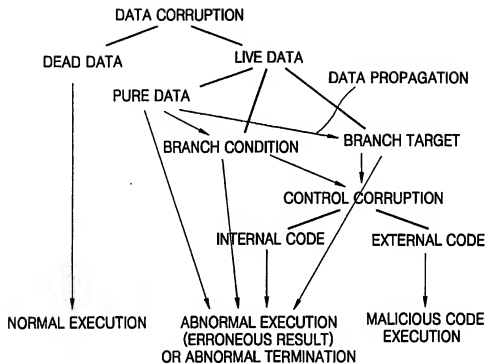 DATA CORRUPTION
DEAD DATA
LIVE DATA
PURE DATA
DATA PROPAGATION
BRANCH CONDITION
BRANCH TARGET
CONTROL CORRUPTION
INTERNAL CODE
EXTERNAL CODE
NORMAL EXECUTION
ABNORMAL EXECUTION
(ERRONEOUS RESULT)
OR ABNORMAL TERMINATION
MALICIOUS CODE
EXECUTION